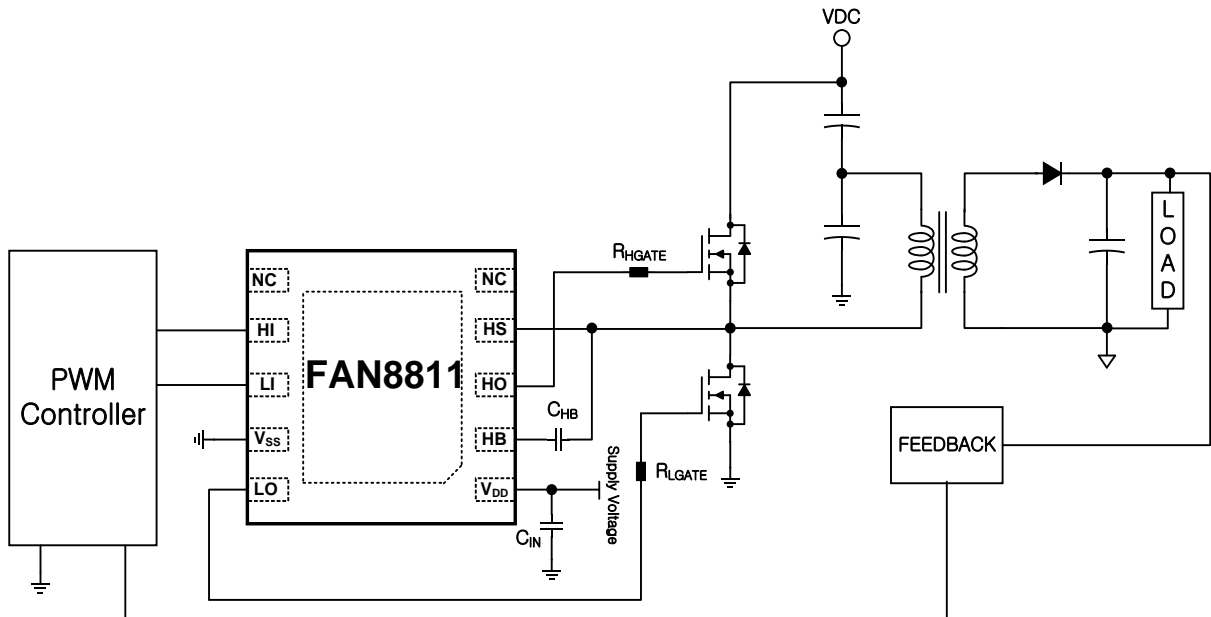 VDC
PWM
Controller
NC
HI
LI
VSS
LO
FAN8811
NC
HS
HO
HB
VDD
RHGATE
CHB
CIN
Supply Voltage
RLGATE
LOAD
FEEDBACK